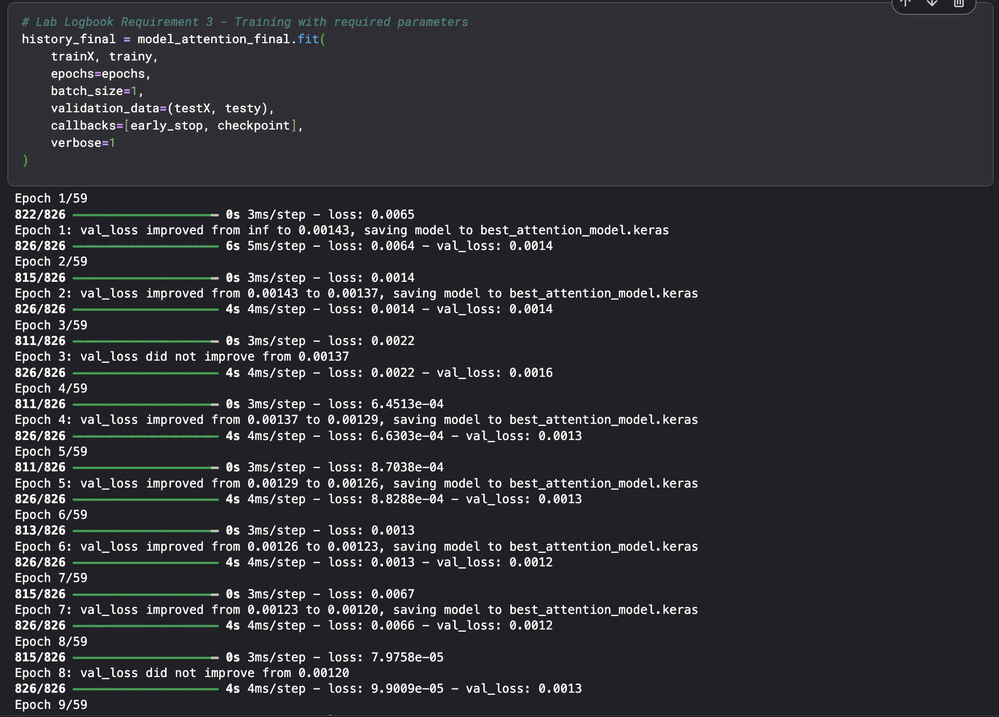 # Lab Logbook Requirement 3 - Training with required parameters
history_final = model_attention_final.fit(
    trainX, trainy,
    epochs=epochs,
    batch_size=1,
    validation_data=(testX, testy),
    callbacks=[early_stop, checkpoint],
    verbose=1
)
Epoch 1/59
822/826 0s 3ms/step - loss: 0.0065
Epoch 1: val_loss improved from inf to 0.00143, saving model to best_attention_model.keras
826/826 6s 5ms/step - loss: 0.0064 - val_loss: 0.0014
Epoch 2/59
815/826 0s 3ms/step - loss: 0.0014
Epoch 2: val_loss improved from 0.00143 to 0.00137, saving model to best_attention_model.keras
826/826 4s 4ms/step - loss: 0.0014 - val_loss: 0.0014
Epoch 3/59
811/826 0s 3ms/step - loss: 0.0022
Epoch 3: val_loss did not improve from 0.00137
826/826 4s 4ms/step - loss: 0.0022 - val_loss: 0.0016
Epoch 4/59
811/826 0s 3ms/step - loss: 6.4513e-04
Epoch 4: val_loss improved from 0.00137 to 0.00129, saving model to best_attention_model.keras
826/826 4s 4ms/step - loss: 6.6303e-04 - val_loss: 0.0013
Epoch 5/59
811/826 0s 3ms/step - loss: 8.7038e-04
Epoch 5: val_loss improved from 0.00129 to 0.00126, saving model to best_attention_model.keras
826/826 4s 4ms/step - loss: 8.8288e-04 - val_loss: 0.0013
Epoch 6/59
813/826 0s 3ms/step - loss: 0.0013
Epoch 6: val_loss improved from 0.00126 to 0.00123, saving model to best_attention_model.keras
826/826 4s 4ms/step - loss: 0.0013 - val_loss: 0.0012
Epoch 7/59
815/826 0s 3ms/step - loss: 0.0067
Epoch 7: val_loss improved from 0.00123 to 0.00120, saving model to best_attention_model.keras
826/826 4s 4ms/step - loss: 0.0066 - val_loss: 0.0012
Epoch 8/59
815/826 0s 3ms/step - loss: 7.9758e-05
Epoch 8: val_loss did not improve from 0.00120
826/826 4s 4ms/step - loss: 9.9009e-05 - val_loss: 0.0013
Epoch 9/59